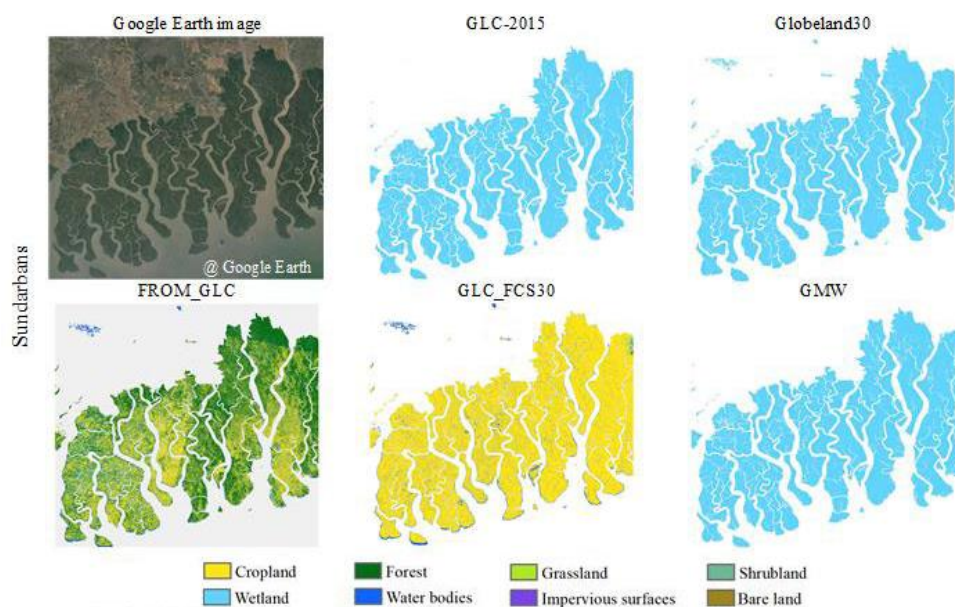 Google Earth image
GLC-2015
Globeland30
@ Google Earth
Sundarbans
FROM_GLC
GLC_FCS30
GMW
Cropland
Forest
Grassland
Shrubland
Wetland
Water bodies
Impervious surfaces
Bare land